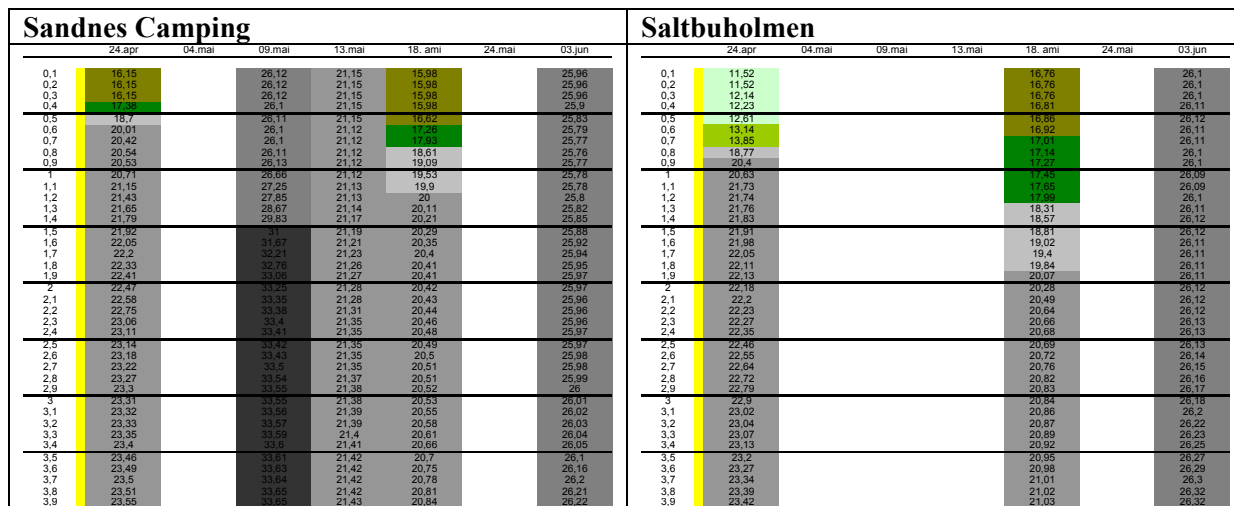 Sandnes Camping
24.apr 04.mai 09.mai 13.mai 18. ami 24.mai 03.jun
0,1 16,15 26,12 21,15 15,98 25,96
0,2 16,15 26,12 21,15 15,98 25,96
0,3 16,15 26,12 21,15 15,98 25,96
0,4 17,38 26,1 21,15 15,98 25,9
0,5 18,7 26,11 21,15 16,62 25,83
0,6 20,01 26,1 21,12 17,26 25,79
0,7 20,42 26,1 21,12 17,93 25,77
0,8 20,54 26,11 21,12 18,61 25,76
0,9 20,53 26,13 21,12 19,09 25,77
1 20,71 26,66 21,12 19,53 25,78
1,1 21,15 27,25 21,13 19,9 25,78
1,2 21,43 27,85 21,13 20 25,8
1,3 21,65 28,67 21,14 20,11 25,82
1,4 21,79 29,83 21,17 20,21 25,85
1,5 21,92 31 21,19 20,29 25,88
1,6 22,05 31,67 21,21 20,35 25,92
1,7 22,2 32,21 21,23 20,4 25,94
1,8 22,33 32,76 21,26 20,41 25,95
1,9 22,41 33,06 21,27 20,41 25,97
2 22,47 33,25 21,28 20,42 25,97
2,1 22,58 33,35 21,28 20,43 25,96
2,2 22,75 33,38 21,31 20,44 25,96
2,3 23,06 33,4 21,35 20,46 25,96
2,4 23,11 33,41 21,35 20,48 25,97
2,5 23,14 33,42 21,35 20,49 25,97
2,6 23,18 33,43 21,35 20,5 25,98
2,7 23,22 33,5 21,35 20,51 25,98
2,8 23,27 33,54 21,37 20,51 25,99
2,9 23,3 33,55 21,38 20,52 26
3 23,31 33,55 21,38 20,53 26,01
3,1 23,32 33,56 21,39 20,55 26,02
3,2 23,33 33,57 21,39 20,58 26,03
3,3 23,35 33,59 21,4 20,61 26,04
3,4 23,4 33,6 21,41 20,66 26,05
3,5 23,46 33,61 21,42 20,7 26,1
3,6 23,49 33,63 21,42 20,75 26,16
3,7 23,5 33,64 21,42 20,78 26,2
3,8 23,51 33,65 21,42 20,81 26,21
3,9 23,55 33,65 21,43 20,84 26,22
Saltbuholmen
24.apr 04.mai 09.mai 13.mai 18. ami 24.mai 03.jun
0,1 11,52 16,76 26,1
0,2 11,52 16,76 26,1
0,3 12,14 16,76 26,1
0,4 12,23 16,81 26,11
0,5 12,61 16,86 26,12
0,6 13,14 16,92 26,11
0,7 13,85 17,01 26,11
0,8 18,77 17,14 26,1
0,9 20,4 17,27 26,1
1 20,63 17,45 26,09
1,1 21,73 17,65 26,09
1,2 21,74 17,99 26,1
1,3 21,76 18,31 26,11
1,4 21,83 18,57 26,12
1,5 21,91 18,81 26,12
1,6 21,98 19,02 26,11
1,7 22,05 19,4 26,11
1,8 22,11 19,84 26,11
1,9 22,13 20,07 26,11
2 22,18 20,28 26,12
2,1 22,2 20,49 26,12
2,2 22,23 20,64 26,12
2,3 22,27 20,66 26,13
2,4 22,35 20,68 26,13
2,5 22,46 20,69 26,13
2,6 22,55 20,72 26,14
2,7 22,64 20,76 26,15
2,8 22,72 20,82 26,16
2,9 22,79 20,83 26,17
3 22,9 20,84 26,18
3,1 23,02 20,86 26,2
3,2 23,04 20,87 26,22
3,3 23,07 20,89 26,23
3,4 23,13 20,92 26,25
3,5 23,2 20,95 26,27
3,6 23,27 20,98 26,29
3,7 23,34 21,01 26,3
3,8 23,39 21,02 26,32
3,9 23,42 21,03 26,32